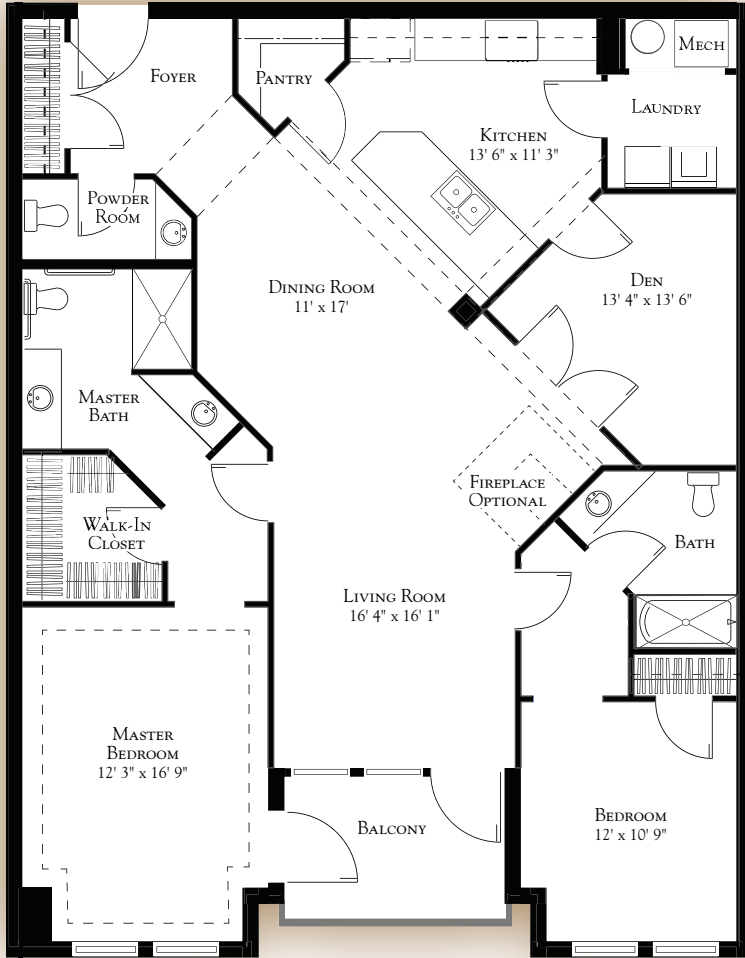 FOYER
PANTRY
MECH
LAUNDRY
KITCHEN
13' 6" x 11' 3"
POWDER
ROOM
DINING ROOM
11' x 17'
DEN
13' 4" x 13' 6"
MASTER
BATH
FIREPLACE
OPTIONAL
WALK-IN
CLOSET
BATH
LIVING ROOM
16' 4" x 16' 1"
MASTER
BEDROOM
12' 3" x 16' 9"
BALCONY
BEDROOM
12' x 10' 9"